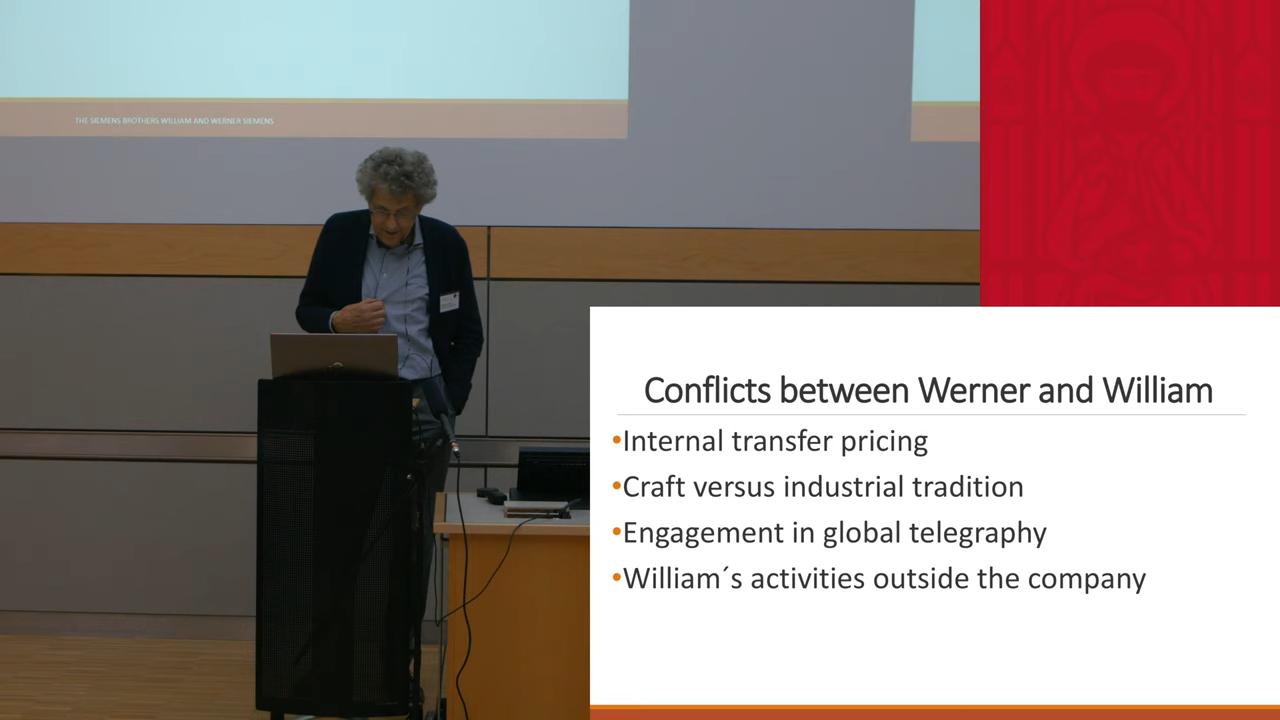 THE SIEMENS BROTHERS WILLIAM AND WERNER SIEMENS
Conflicts between Werner and William
•Internal transfer pricing
•Craft versus industrial tradition
•Engagement in global telegraphy
•William´s activities outside the company